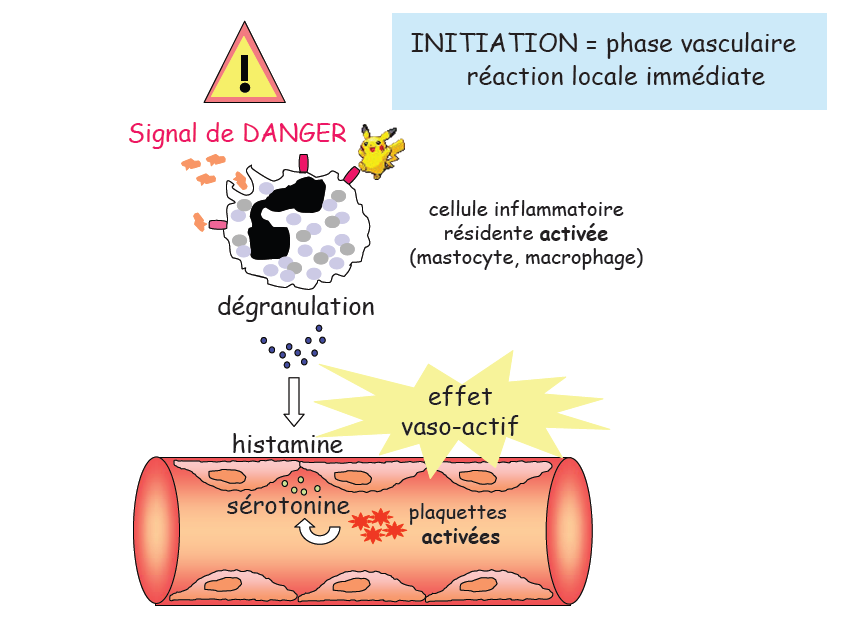 INITIATION = phase vasculaire
réaction locale immédiate
!
Signal de DANGER
cellule inflammatoire
résidente activée
(mastocyte, macrophage)
dégranulation
effet
vaso-actif
histamine
sérotonine
plaquettes
activées